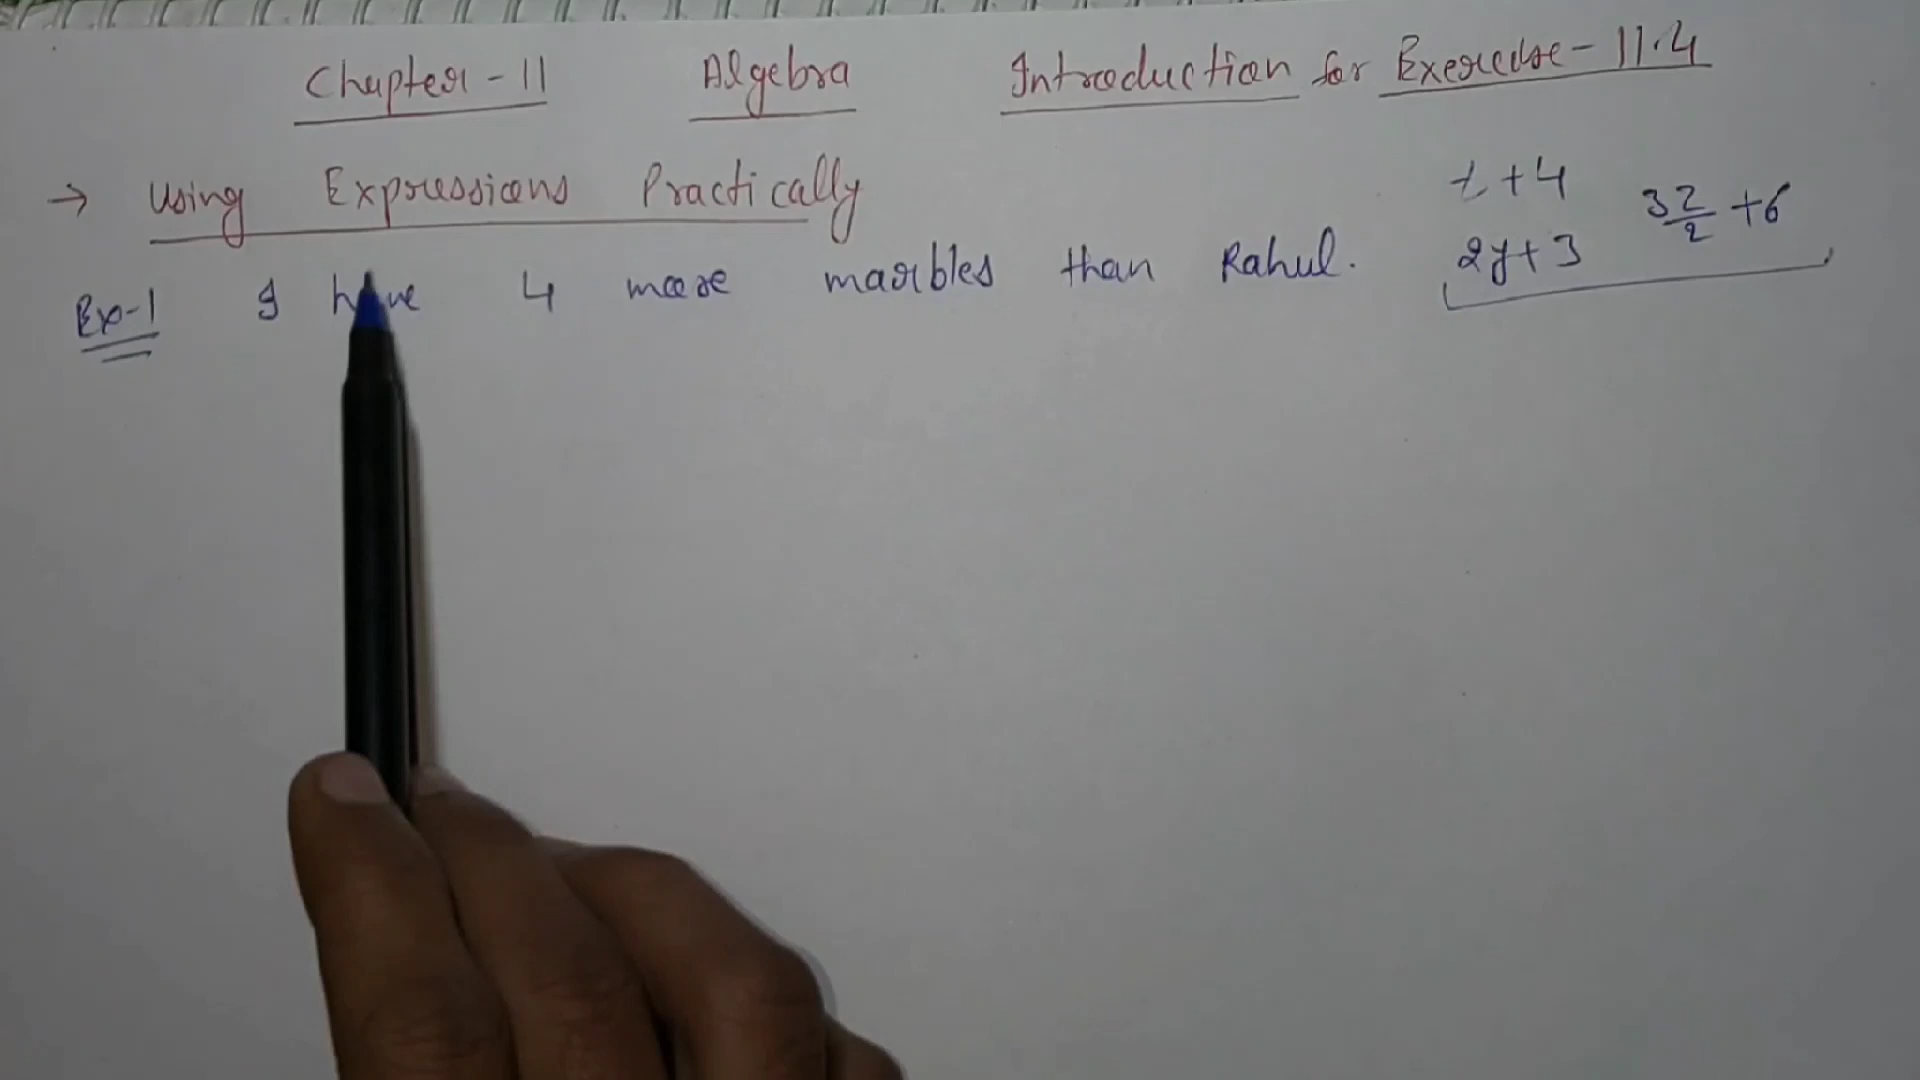 Chapter - 11 Algebra Introduction for Exercise - 11.4
→ Using Expressions Practically
t + 4
3z/2 + 6
2y + 3
Ex-1 I have 4 more marbles than Rahul.